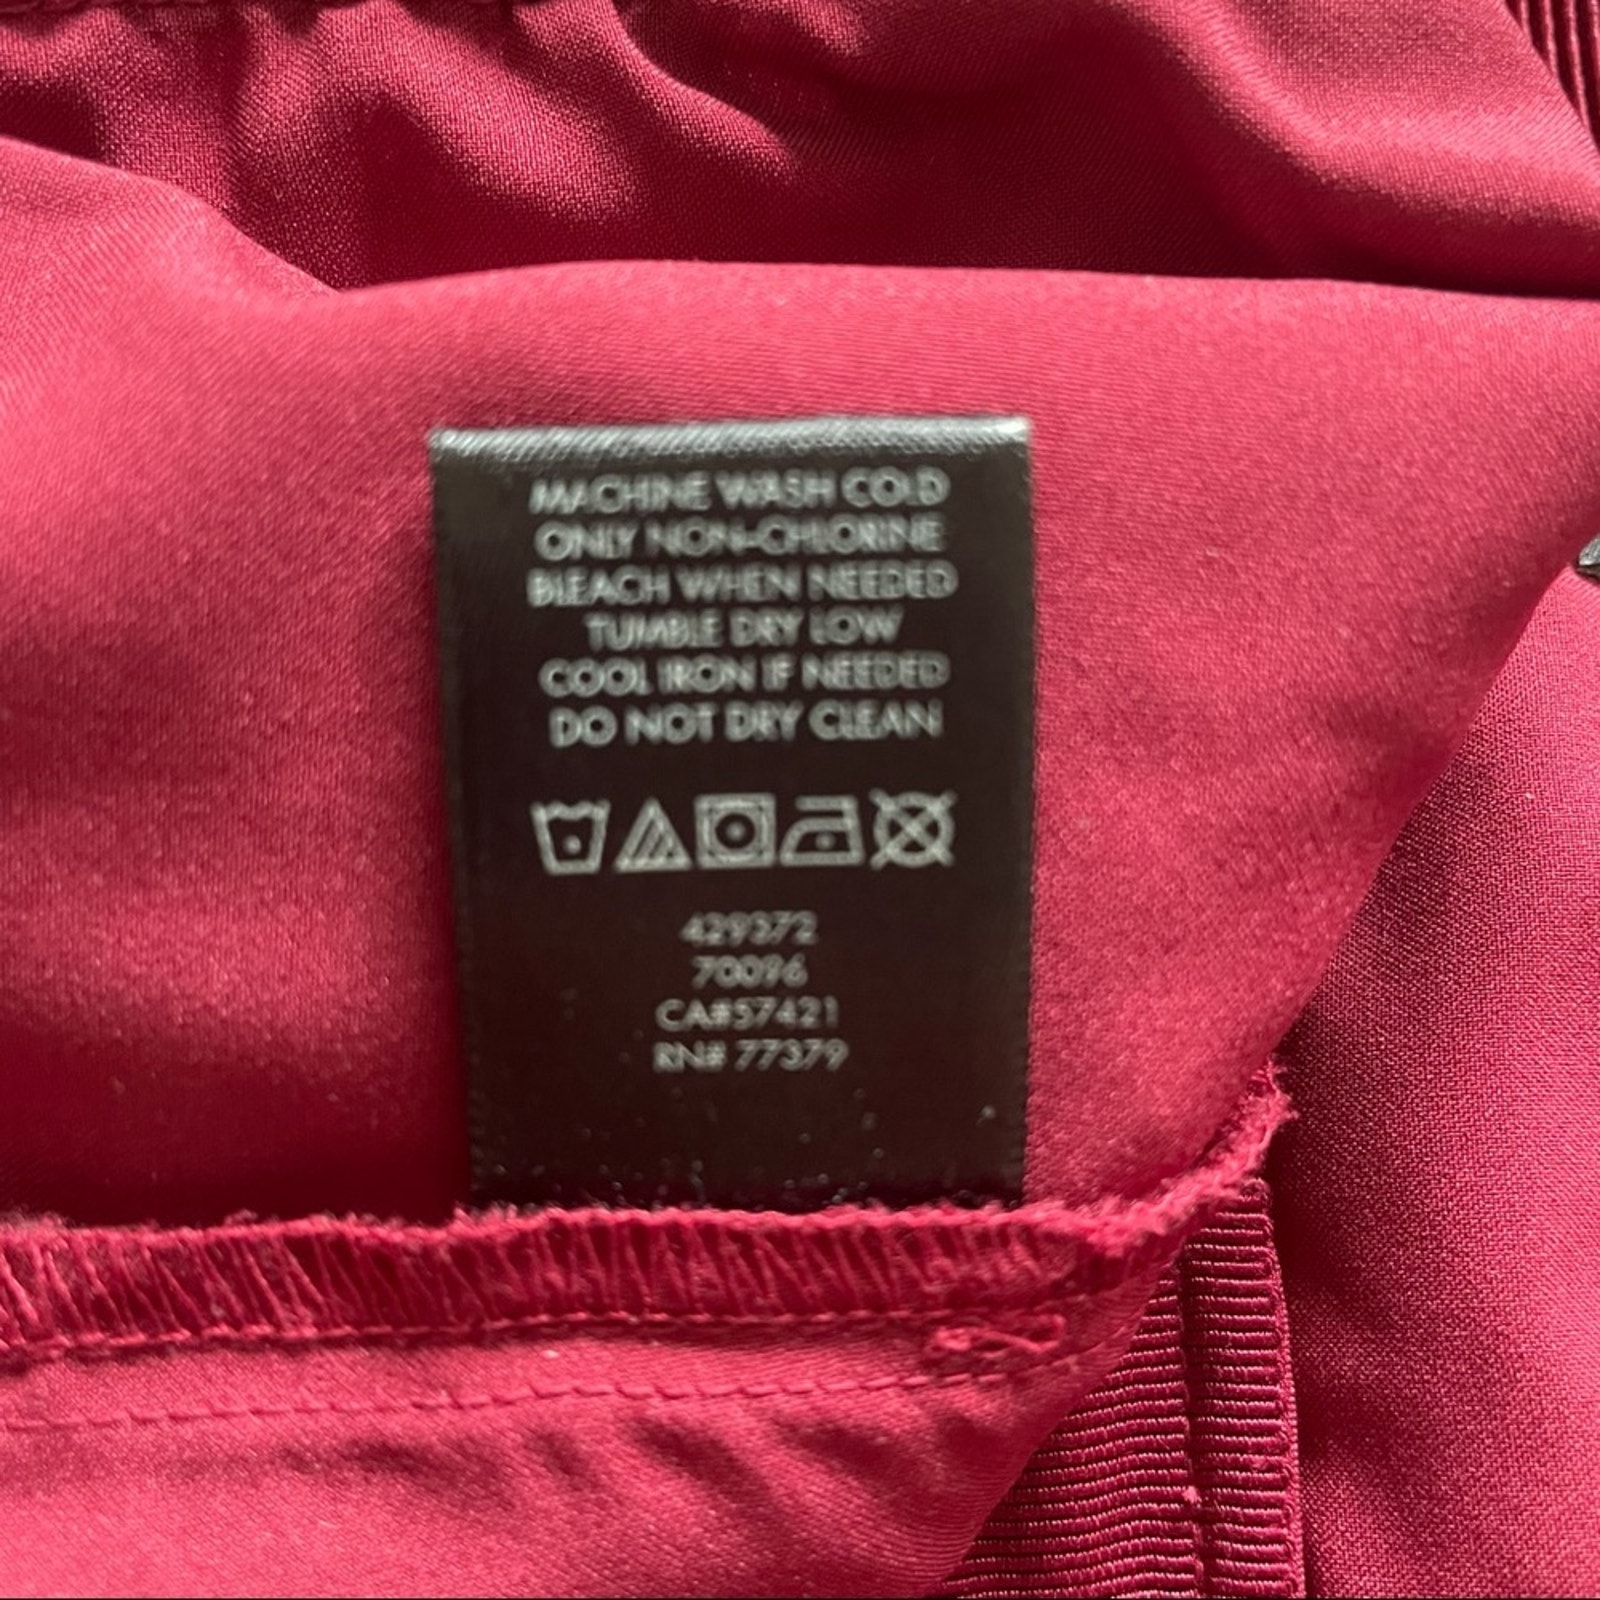 MACHINE WASH COLD
ONLY NON-CHLORINE
BLEACH WHEN NEEDED
TUMBLE DRY LOW
COOL IRON IF NEEDED
DO NOT DRY CLEAN
429372
70096
CA#57421
RN# 77379